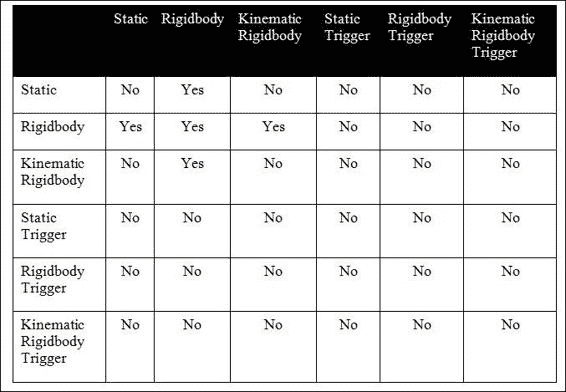 Static Rigidbody Kinematic Static Rigidbody Kinematic
Rigidbody Trigger Trigger Rigidbody
Trigger
Static No Yes No No No No
Rigidbody Yes Yes Yes No No No
Kinematic No Yes No No No No
Rigidbody
Static No No No No No No
Trigger
Rigidbody No No No No No No
Trigger
Kinematic No No No No No No
Rigidbody
Trigger